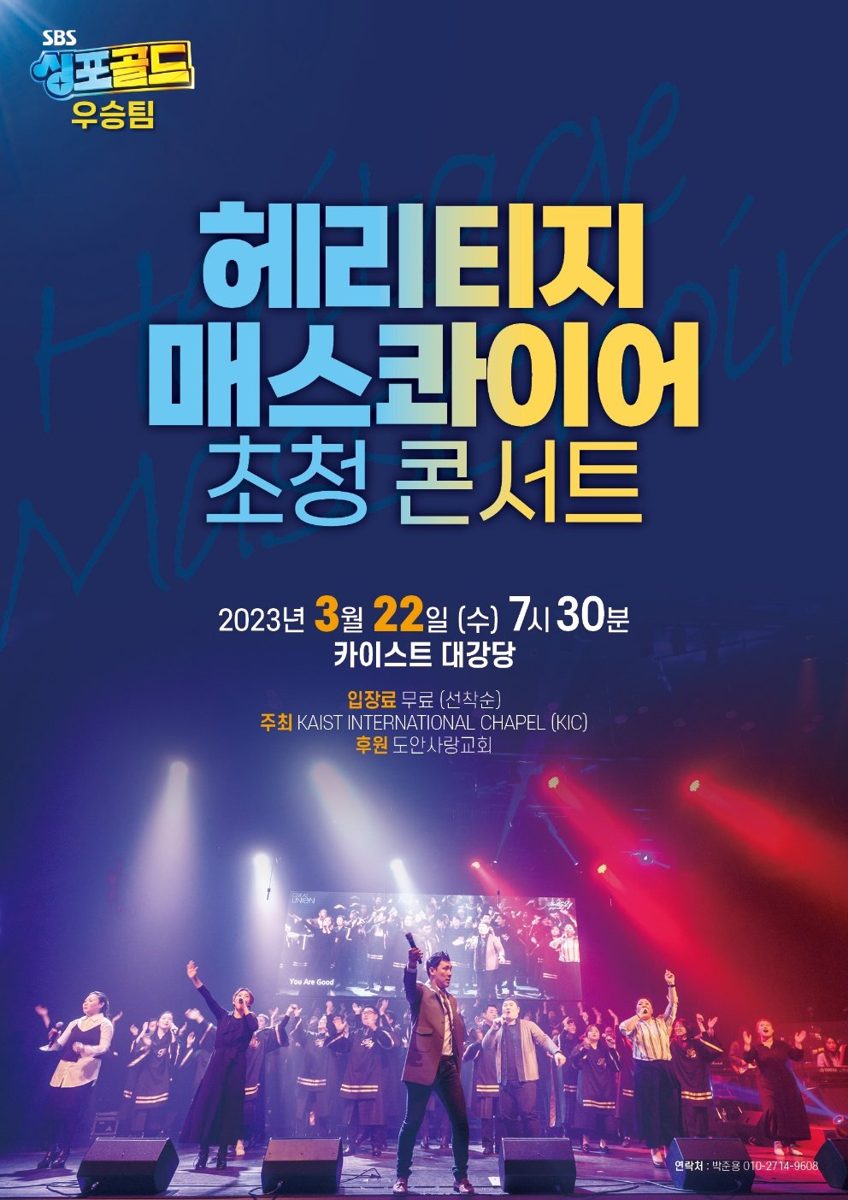 SBS
싱포골드
우승팀
Heritage
Mass Choir
헤리티지
매스콰이어
초청 콘서트
2023년 3월 22일 (수) 7시 30분
카이스트 대강당
입장료 무료 (선착순)
주최 KAIST INTERNATIONAL CHAPEL (KIC)
후원 도안사랑교회
UNION
You Are Good
연락처 : 박준용 010-2714-9608